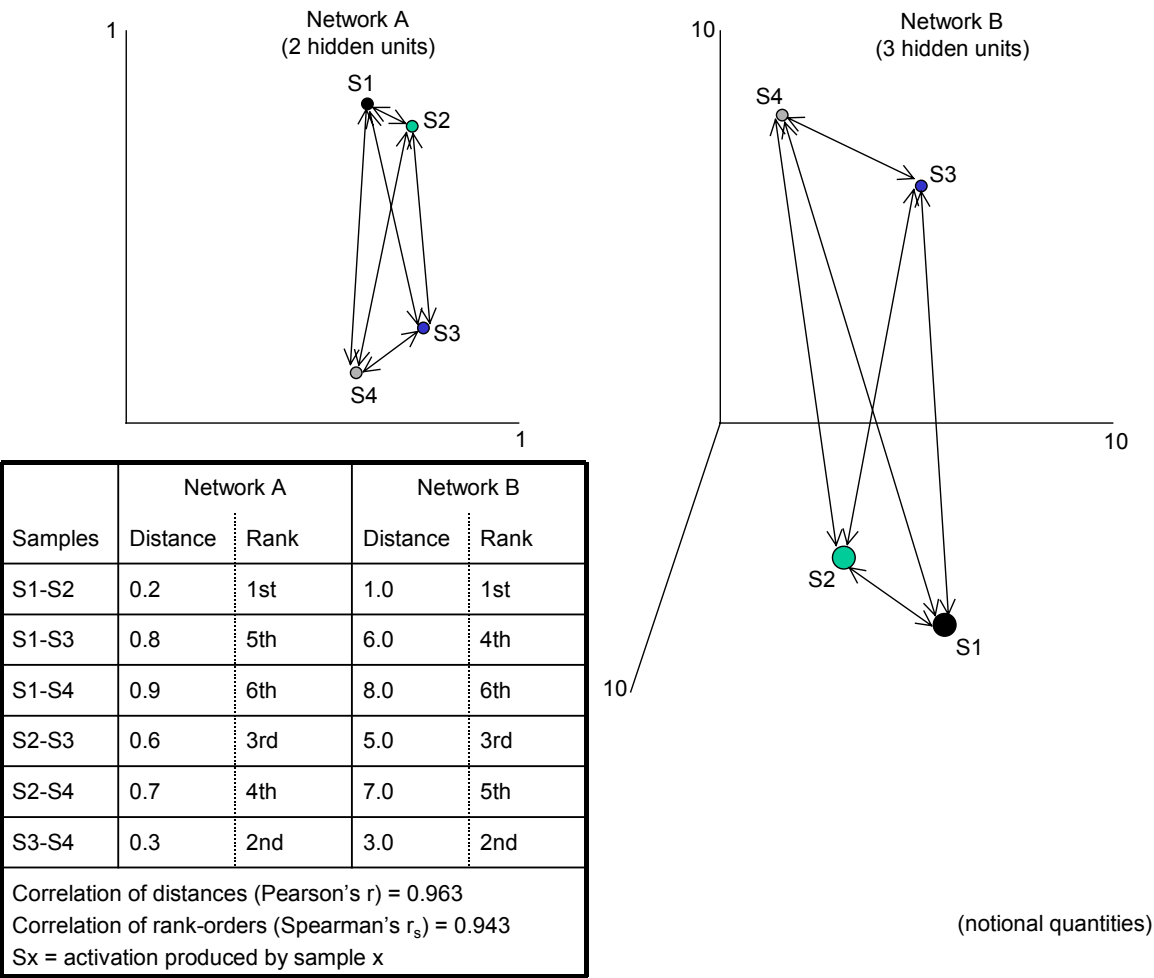 Network A
(2 hidden units)
1
S1
S2
S3
S4
1
Network B
(3 hidden units)
10
S4
S3
10
S2
S1
10
Network A Network B
Samples Distance Rank Distance Rank
S1-S2 0.2 1st 1.0 1st
S1-S3 0.8 5th 6.0 4th
S1-S4 0.9 6th 8.0 6th
S2-S3 0.6 3rd 5.0 3rd
S2-S4 0.7 4th 7.0 5th
S3-S4 0.3 2nd 3.0 2nd
Correlation of distances (Pearson's r) = 0.963
Correlation of rank-orders (Spearman's rs) = 0.943
Sx = activation produced by sample x
(notional quantities)